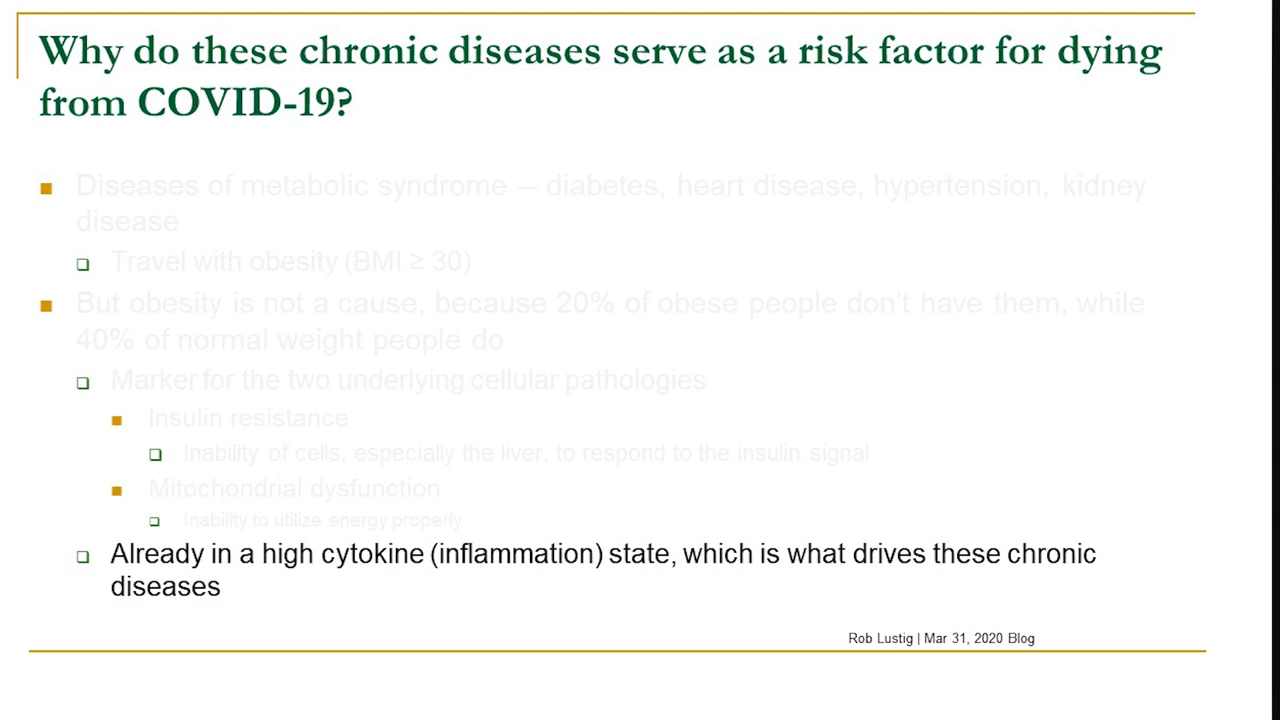 Why do these chronic diseases serve as a risk factor for dying
from COVID-19?
Diseases of metabolic syndrome -- diabetes, heart disease, hypertension, kidney
disease
Travel with obesity (BMI ≥ 30)
But obesity is not a cause, because 20% of obese people don't have them, while
40% of normal weight people do
Marker for the two underlying cellular pathologies
Insulin resistance
Inability of cells, especially the liver, to respond to the insulin signal
Mitochondrial dysfunction
Inability to utilize energy properly
Already in a high cytokine (inflammation) state, which is what drives these chronic
diseases
Rob Lustig | Mar 31, 2020 Blog